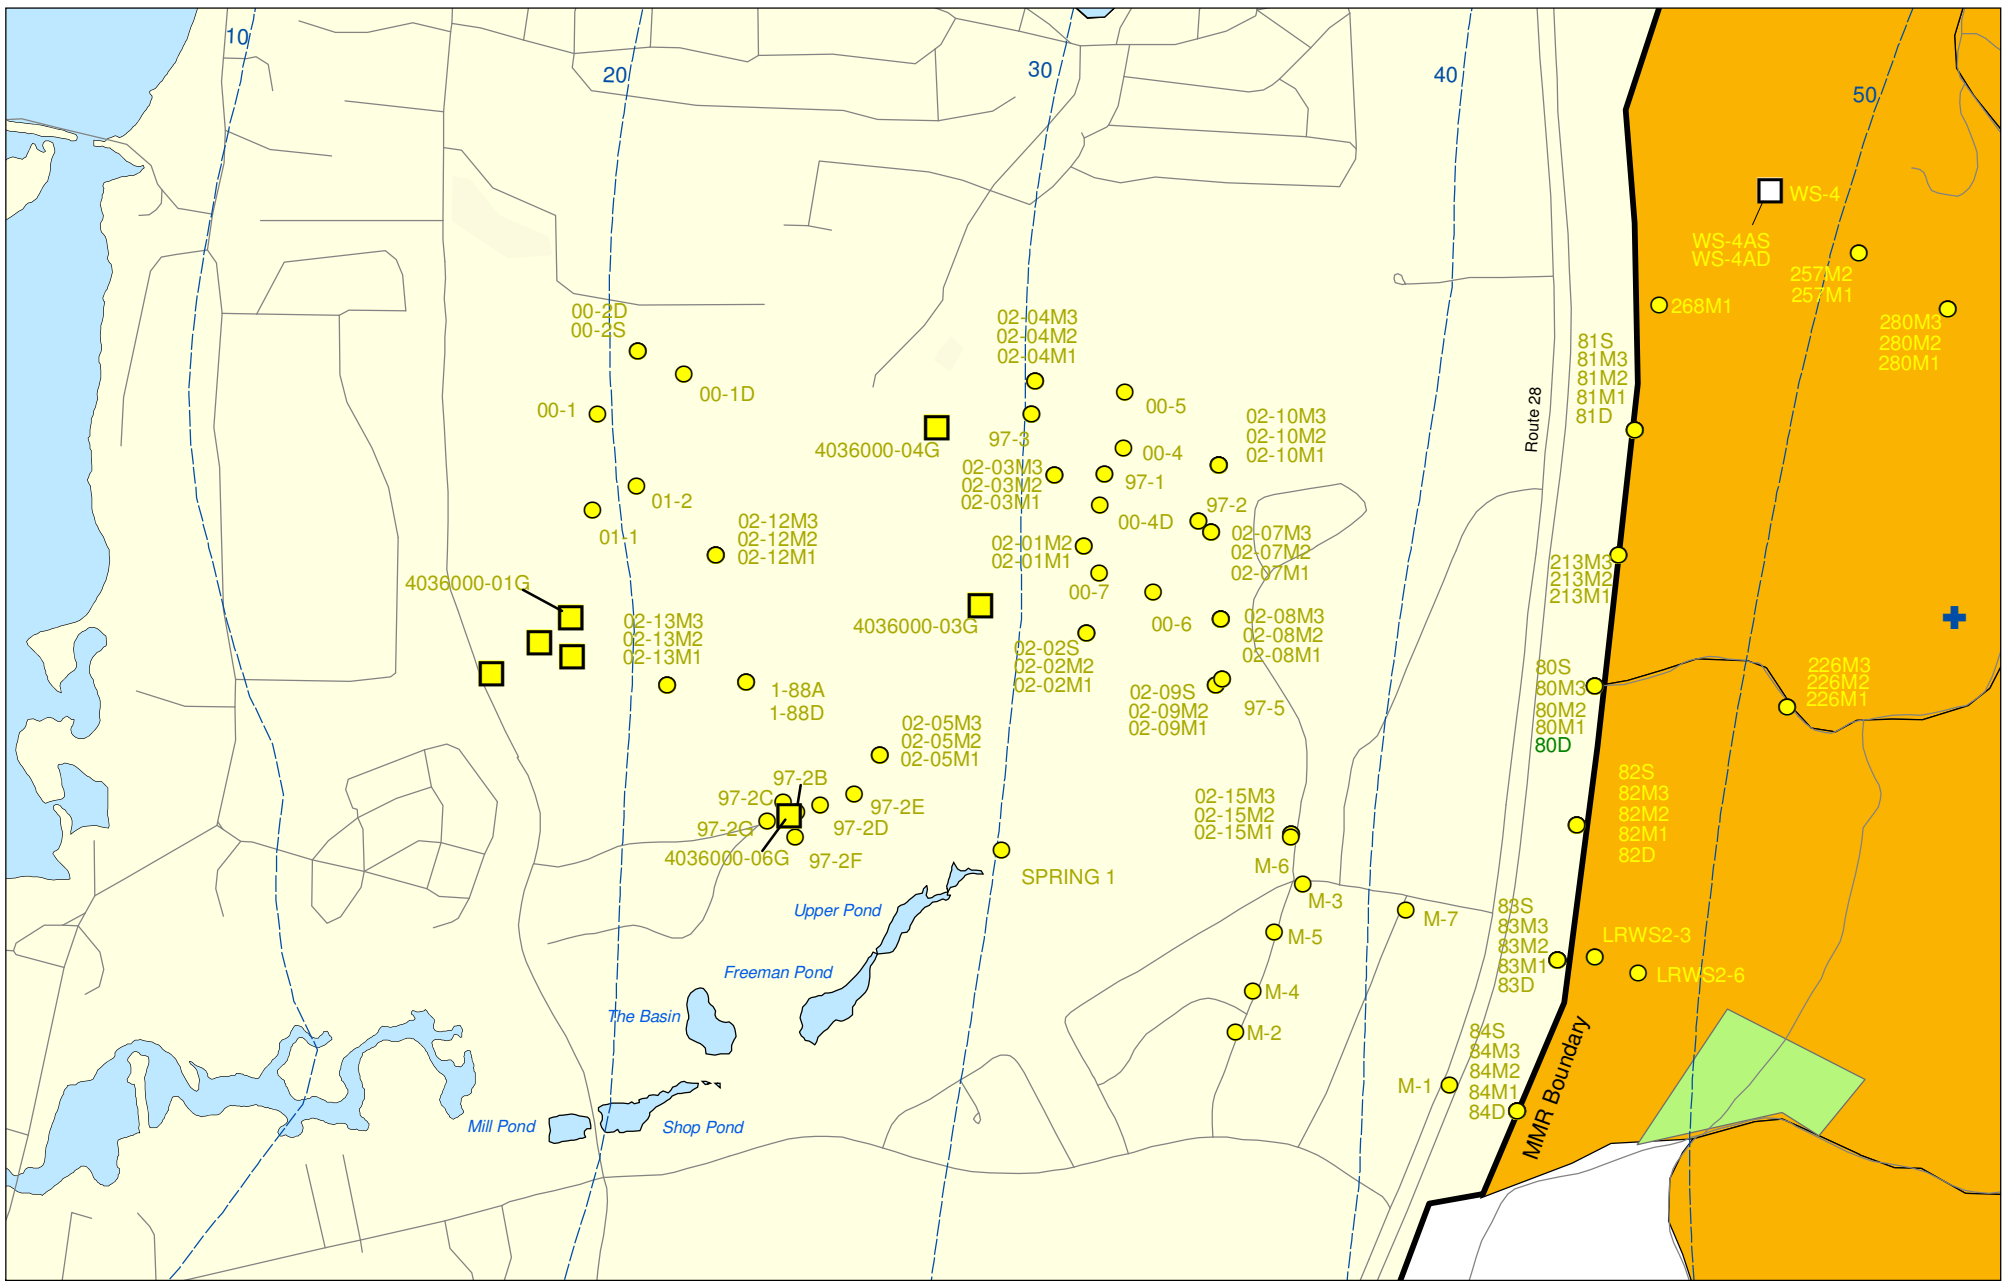 10
20
30
40
50
WS-4
WS-4AS
WS-4AD
257M2
257M1
268M1
280M3
280M2
280M1
00-2D
00-2S
00-1D
00-1
02-04M3
02-04M2
02-04M1
00-5
97-3
4036000-04G
02-10M3
02-10M2
02-10M1
00-4
97-1
02-03M3
02-03M2
02-03M1
00-4D
97-2
Route 28
81S
81M3
81M2
81M1
81D
01-2
01-1
02-12M3
02-12M2
02-12M1
02-01M2
02-01M1
02-07M3
02-07M2
02-07M1
00-7
213M3
213M2
213M1
4036000-01G
4036000-03G
00-6
02-13M3
02-13M2
02-13M1
02-08M3
02-08M2
02-08M1
02-02S
02-02M2
02-02M1
1-88A
1-88D
02-09S
02-09M2
02-09M1
97-5
80S
80M3
80M2
80M1
80D
226M3
226M2
226M1
02-05M3
02-05M2
02-05M1
97-2B
97-2C
97-2E
97-2G
97-2D
4036000-06G
97-2F
82S
82M3
82M2
82M1
82D
02-15M3
02-15M2
02-15M1
M-6
SPRING 1
M-3
M-7
Upper Pond
M-5
83S
83M3
83M2
83M1
83D
LRWS2-3
LRWS2-6
Freeman Pond
M-4
The Basin
M-2
84S
84M3
84M2
84M1
84D
M-1
MMR Boundary
Mill Pond
Shop Pond